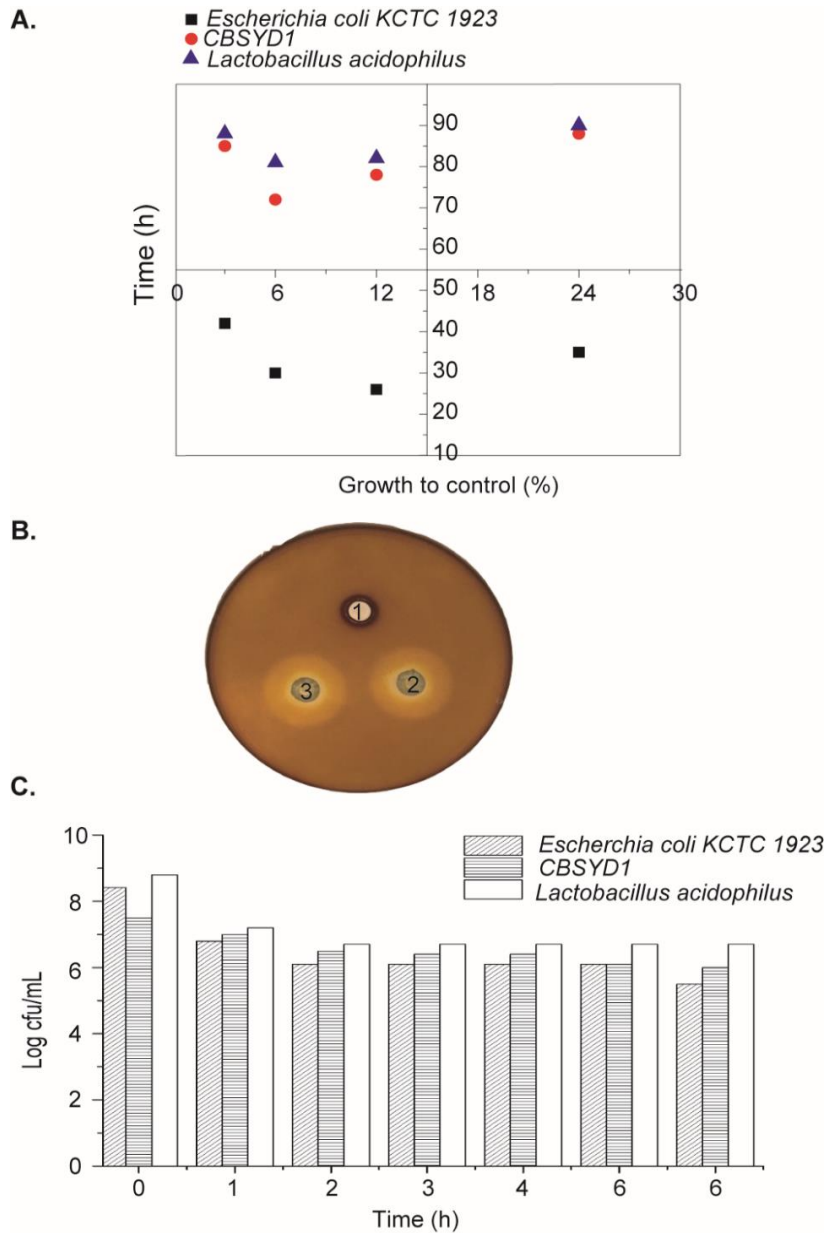 A.
Escherichia coli KCTC 1923
CBSYD1
Lactobacillus acidophilus
Time (h)
90
80
70
60
0 6 12 18 24 30
50
40
30
20
10
Growth to control (%)
B.
1
3 2
C.
Log cfu/mL
10
8
6
4
2
0
Escherchia coli KCTC 1923
CBSYD1
Lactobacillus acidophilus
0 1 2 3 4 6 6
Time (h)